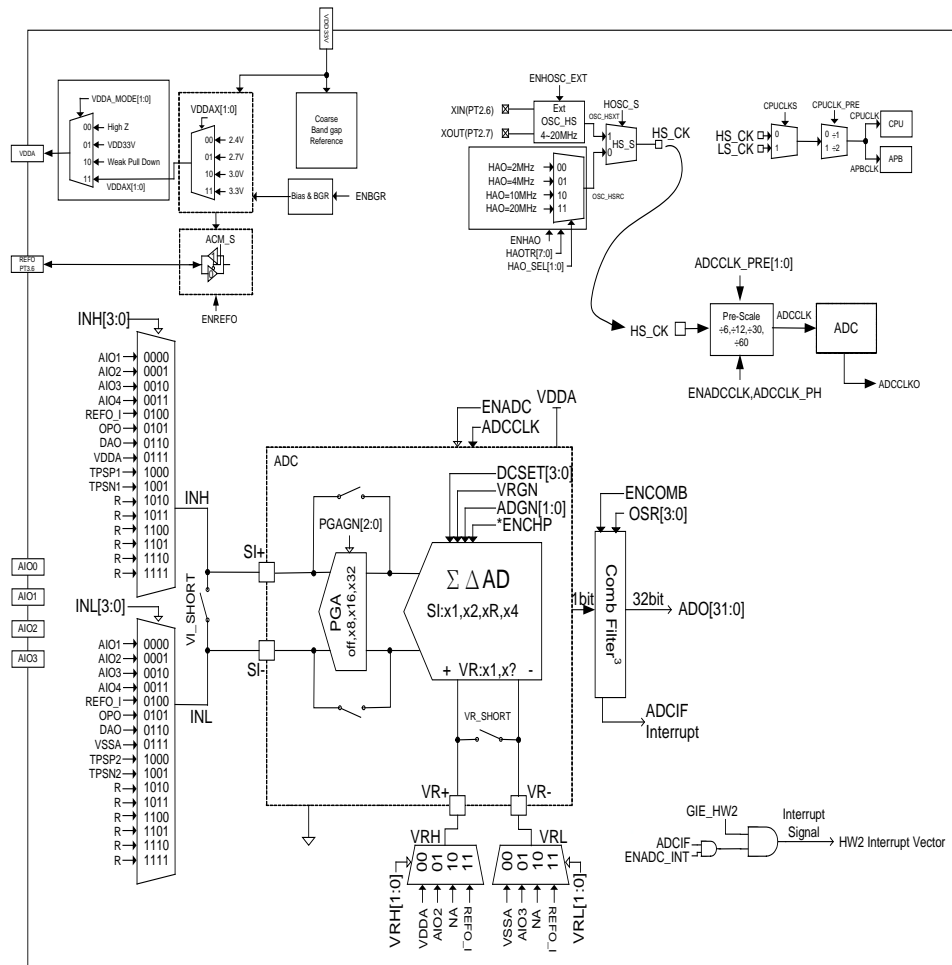 VDD33V
VDDA_MODE[1:0]
00
High Z
01
VDD33V
10
Weak Pull Down
11
VDDAX[1:0]
VDDA
VDDAX[1:0]
00
2.4V
01
2.7V
10
3.0V
11
3.3V
Coarse
Band gap
Reference
Bias & BGR
ENBGR
ACM_S
REFO
PT3.6
ENREFO
ENHOSC_EXT
XIN(PT2.6)
XOUT(PT2.7)
Ext
OSC_HS
4~20MHz
OSC_HSXT
HOSC_S
1
0
HS_S
HS_CK
HAO=2MHz
00
HAO=4MHz
01
HAO=10MHz
10
HAO=20MHz
11
OSC_HSRC
ENHAO
HAOTR[7:0]
HAO_SEL[1:0]
CPUCLKS
CPUCLK_PRE
HS_CK
0
LS_CK
1
0 ÷1
1 ÷2
CPUCLK
CPU
APB
APBCLK
ADCCLK_PRE[1:0]
HS_CK
Pre-Scale
÷6,÷12,÷30,
÷60
ADCCLK
ADC
ENADCCLK,ADCCLK_PH
ADCCLKO
INH[3:0]
AIO1 0000
AIO2 0001
AIO3 0010
AIO4 0011
REFO_I 0100
OPO 0101
DAO 0110
VDDA 0111
TPSP1 1000
TPSN1 1001
R 1010
R 1011
R 1100
R 1101
R 1110
R 1111
INH
AIO0
AIO1
AIO2
AIO3
VI_SHORT
INL[3:0]
AIO1 0000
AIO2 0001
AIO3 0010
AIO4 0011
REFO_I 0100
OPO 0101
DAO 0110
VSSA 0111
TPSP2 1000
TPSN2 1001
R 1010
R 1011
R 1100
R 1101
R 1110
R 1111
INL
ENADC
ADCCLK
VDDA
ADC
SI+
SI-
PGAGN[2:0]
PGA
off,x8,x16,x32
DCSET[3:0]
VRGN
ADGN[1:0]
*ENCHP
Σ ΔAD
SI:x1,x2,xR,x4
+ VR:x1,x? -
VR_SHORT
VR+
VR-
VRH
VRL
VRH[1:0]
00
01
10
11
VDDA
AIO2
NA
REFO_I
00
01
10
11
VRL[1:0]
VSSA
AIO3
NA
REFO_I
ENCOMB
OSR[3:0]
1bit
Comb Filter3
32bit
ADO[31:0]
ADCIF
Interrupt
GIE_HW2
ADCIF
ENADC_INT
Interrupt
Signal
HW2 Interrupt Vector